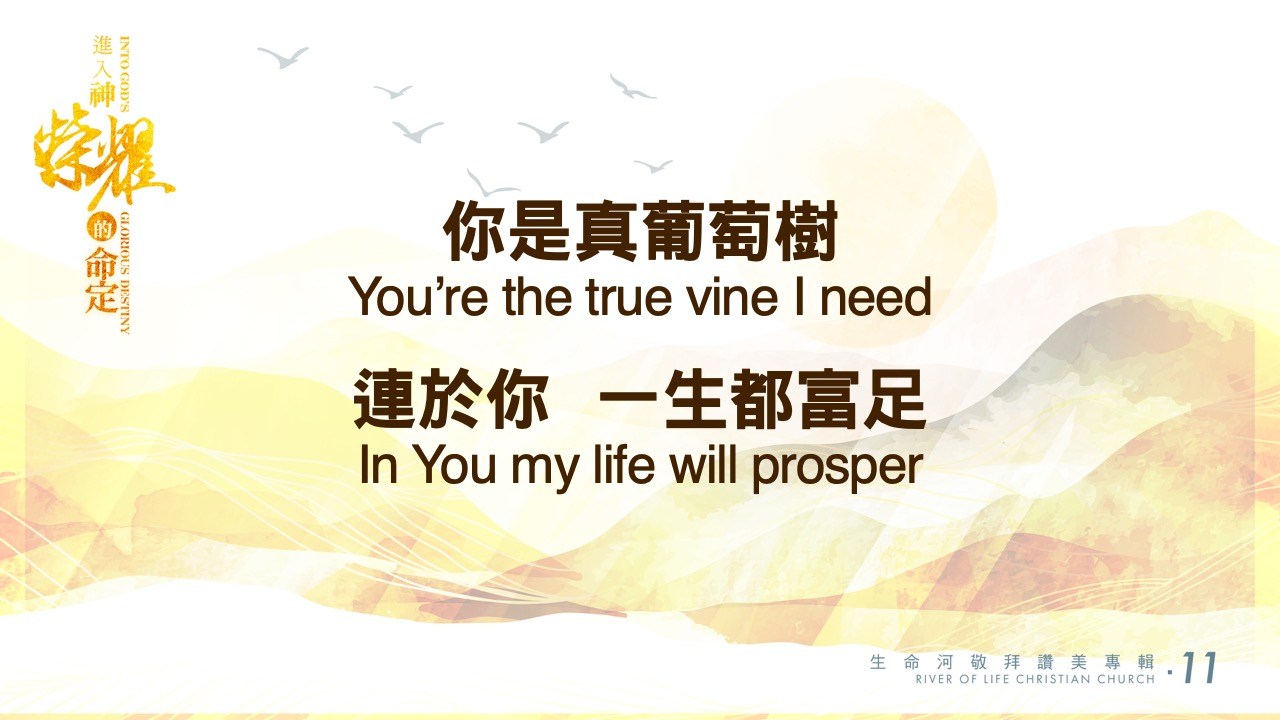 進入神
榮耀
的
命定
INTO GOD'S
GLORIOUS DESTINY
你是真葡萄樹
You're the true vine I need
連於你 一生都富足
In You my life will prosper
生命河敬拜讚美專輯
RIVER OF LIFE CHRISTIAN CHURCH
·11